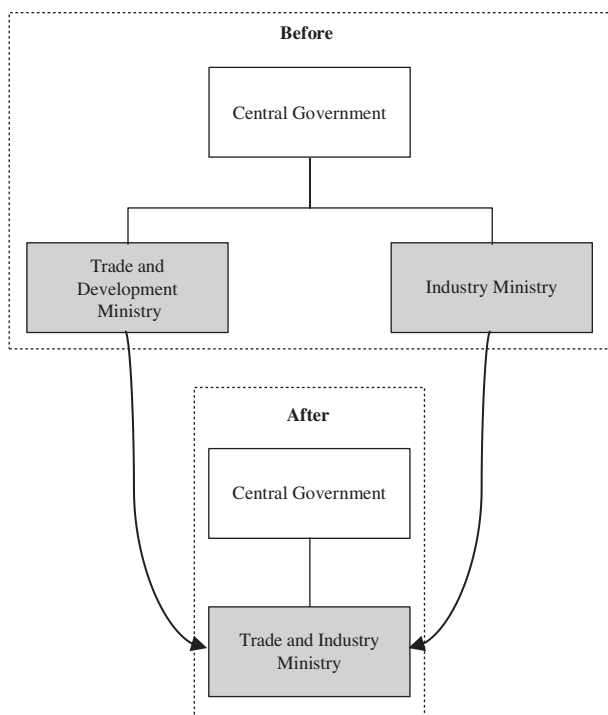 Before
Central Government
Trade and
Development
Ministry
Industry Ministry
After
Central Government
Trade and Industry
Ministry